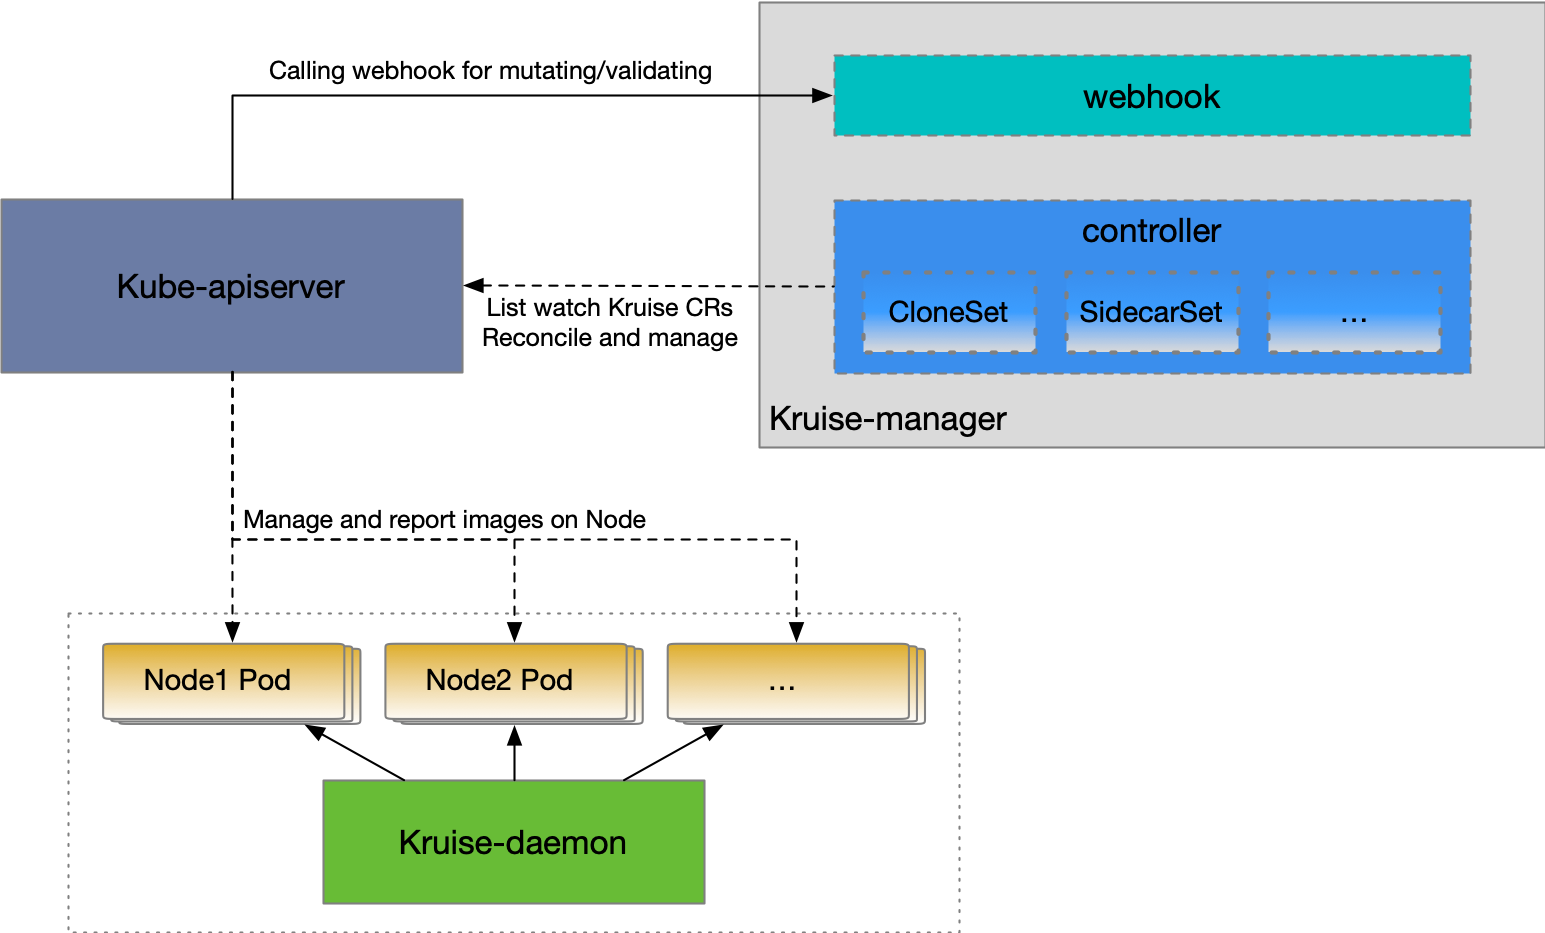 Calling webhook for mutating/validating
webhook
Kube-apiserver
controller
List watch Kruise CRs
Reconcile and manage
CloneSet
SidecarSet
...
Kruise-manager
Manage and report images on Node
Node1 Pod
Node2 Pod
...
Kruise-daemon